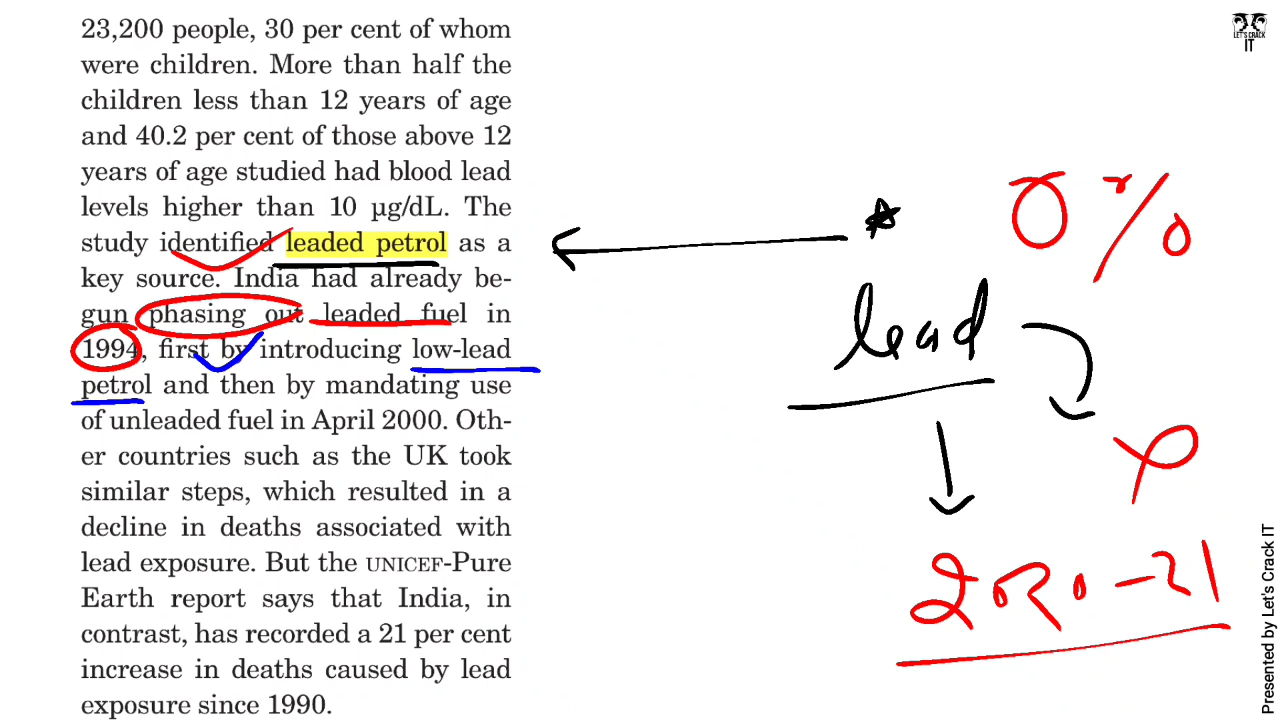 23,200 people, 30 per cent of whom
were children. More than half the
children less than 12 years of age
and 40.2 per cent of those above 12
years of age studied had blood lead
levels higher than 10 μg/dL. The
study identified leaded petrol as a
key source. India had already be-
gun phasing out leaded fuel in
1994, first by introducing low-lead
petrol and then by mandating use
of unleaded fuel in April 2000. Oth-
er countries such as the UK took
similar steps, which resulted in a
decline in deaths associated with
lead exposure. But the UNICEF-Pure
Earth report says that India, in
contrast, has recorded a 21 per cent
increase in deaths caused by lead
exposure since 1990.
lead
2020-21
LET'S CRACK
IT
Presented by Let's Crack IT